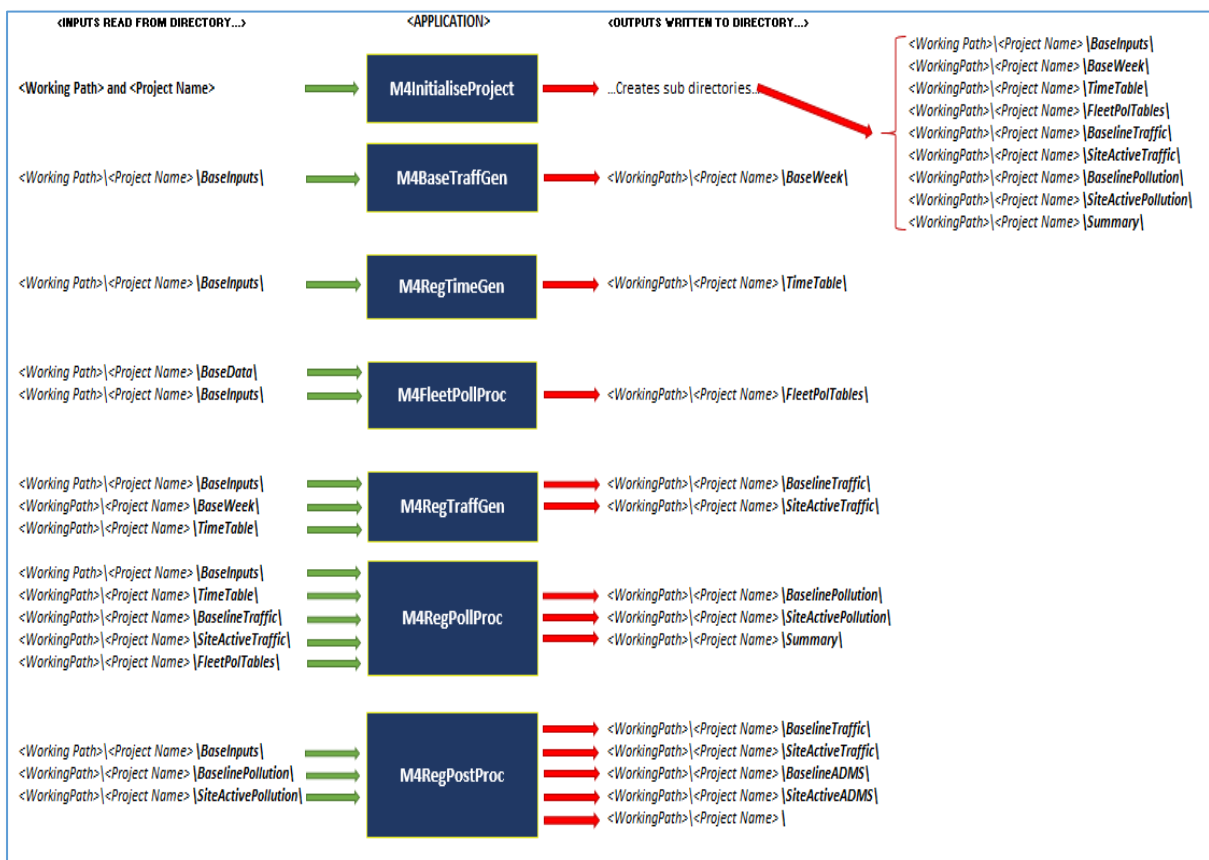 <INPUTS READ FROM DIRECTORY...>
<APPLICATION>
<OUTPUTS WRITTEN TO DIRECTORY...>
<Working Path> and <Project Name>
M4InitialiseProject
...Creates sub directories...
<Working Path>\<Project Name> \BaseInputs\
<WorkingPath>\<Project Name> \BaseWeek\
<WorkingPath>\<Project Name> \TimeTable\
<WorkingPath>\<Project Name> \FleetPolTables\
<WorkingPath>\<Project Name> \BaselineTraffic\
<WorkingPath>\<Project Name> \SiteActiveTraffic\
<WorkingPath>\<Project Name> \BaselinePollution\
<WorkingPath>\<Project Name> \SiteActivePollution\
<WorkingPath>\<Project Name> \Summary\
<Working Path>\<Project Name> \BaseInputs\
M4BaseTraffGen
<WorkingPath>\<Project Name> \BaseWeek\
<Working Path>\<Project Name> \BaseInputs\
M4RegTimeGen
<WorkingPath>\<Project Name> \TimeTable\
<Working Path>\<Project Name> \BaseData\
<Working Path>\<Project Name> \BaseInputs\
M4FleetPollProc
<WorkingPath>\<Project Name> \FleetPolTables\
<Working Path>\<Project Name> \BaseInputs\
<WorkingPath>\<Project Name> \BaseWeek\
<WorkingPath>\<Project Name> \TimeTable\
M4RegTraffGen
<WorkingPath>\<Project Name> \BaselineTraffic\
<WorkingPath>\<Project Name> \SiteActiveTraffic\
<Working Path>\<Project Name> \BaseInputs\
<WorkingPath>\<Project Name> \TimeTable\
<WorkingPath>\<Project Name> \BaselineTraffic\
<WorkingPath>\<Project Name> \SiteActiveTraffic\
<WorkingPath>\<Project Name> \FleetPolTables\
M4RegPollProc
<WorkingPath>\<Project Name> \BaselinePollution\
<WorkingPath>\<Project Name> \SiteActivePollution\
<WorkingPath>\<Project Name> \Summary\
<Working Path>\<Project Name> \BaseInputs\
<WorkingPath>\<Project Name> \BaselinePollution\
<WorkingPath>\<Project Name> \SiteActivePollution\
M4RegPostProc
<WorkingPath>\<Project Name> \BaselineTraffic\
<WorkingPath>\<Project Name> \SiteActiveTraffic\
<WorkingPath>\<Project Name> \BaselineADMS\
<WorkingPath>\<Project Name> \SiteActiveADMS\
<WorkingPath>\<Project Name> \